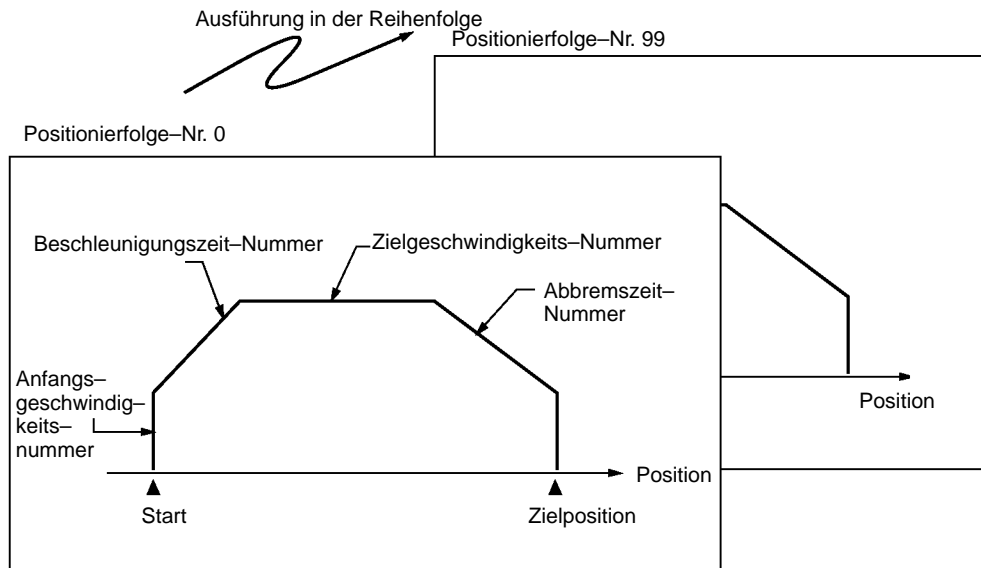 Ausführung in der Reihenfolge
Positionierfolge–Nr. 99
Positionierfolge–Nr. 0
Beschleunigungszeit–Nummer
Zielgeschwindigkeits–Nummer
Abbremszeit–
Nummer
Anfangs–
geschwindig–
keits–
nummer
Position
Position
Start
Zielposition